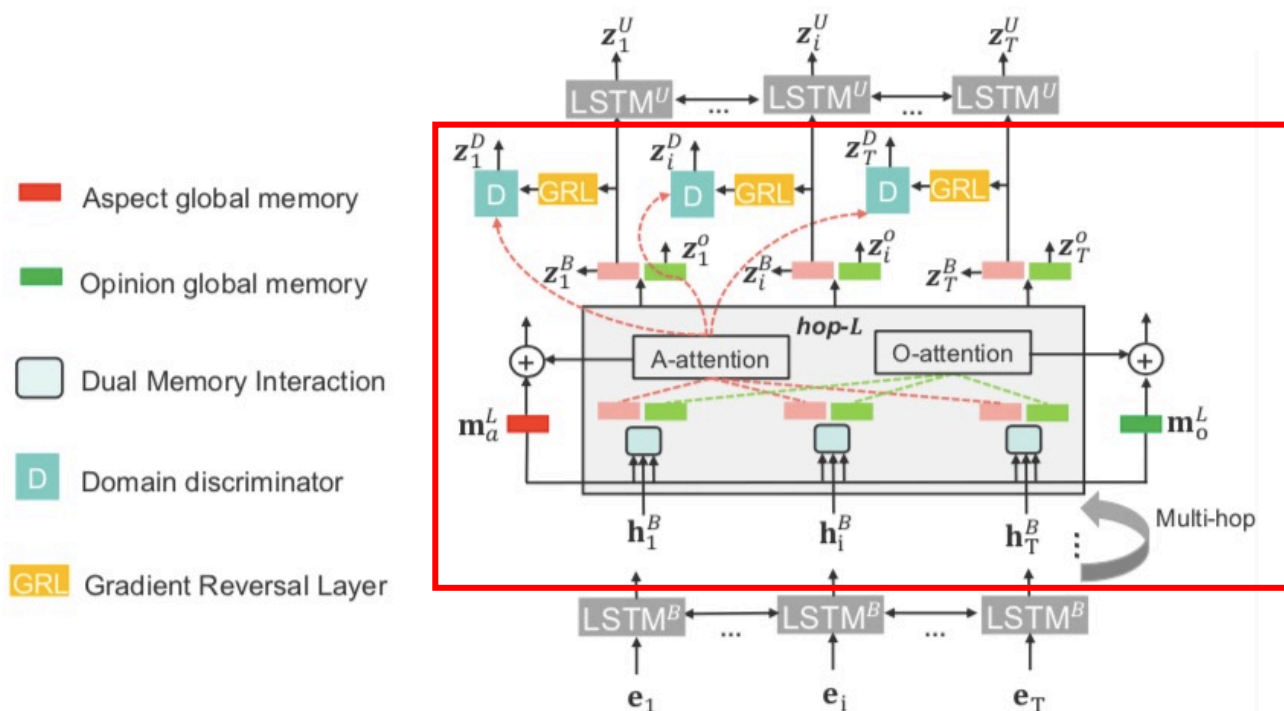 z_1^U z_i^U z_T^U
LSTM^U ... LSTM^U ... LSTM^U
z_1^D z_i^D z_T^D
D GRL D GRL D GRL
z_1^B z_1^o z_i^B z_i^o z_T^B z_T^o
hop-L
A-attention O-attention
m_a^L m_o^L
h_1^B h_i^B h_T^B
... Multi-hop
LSTM^B ... LSTM^B ... LSTM^B
e_1 e_i e_T
Aspect global memory
Opinion global memory
Dual Memory Interaction
D Domain discriminator
GRL Gradient Reversal Layer